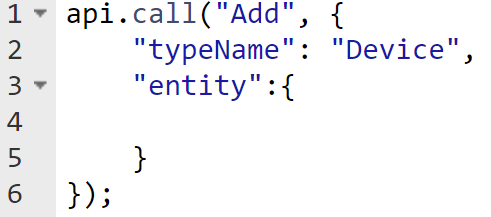 1 api.call("Add", {
2     "typeName": "Device",
3     "entity":{
4
5     }
6 });